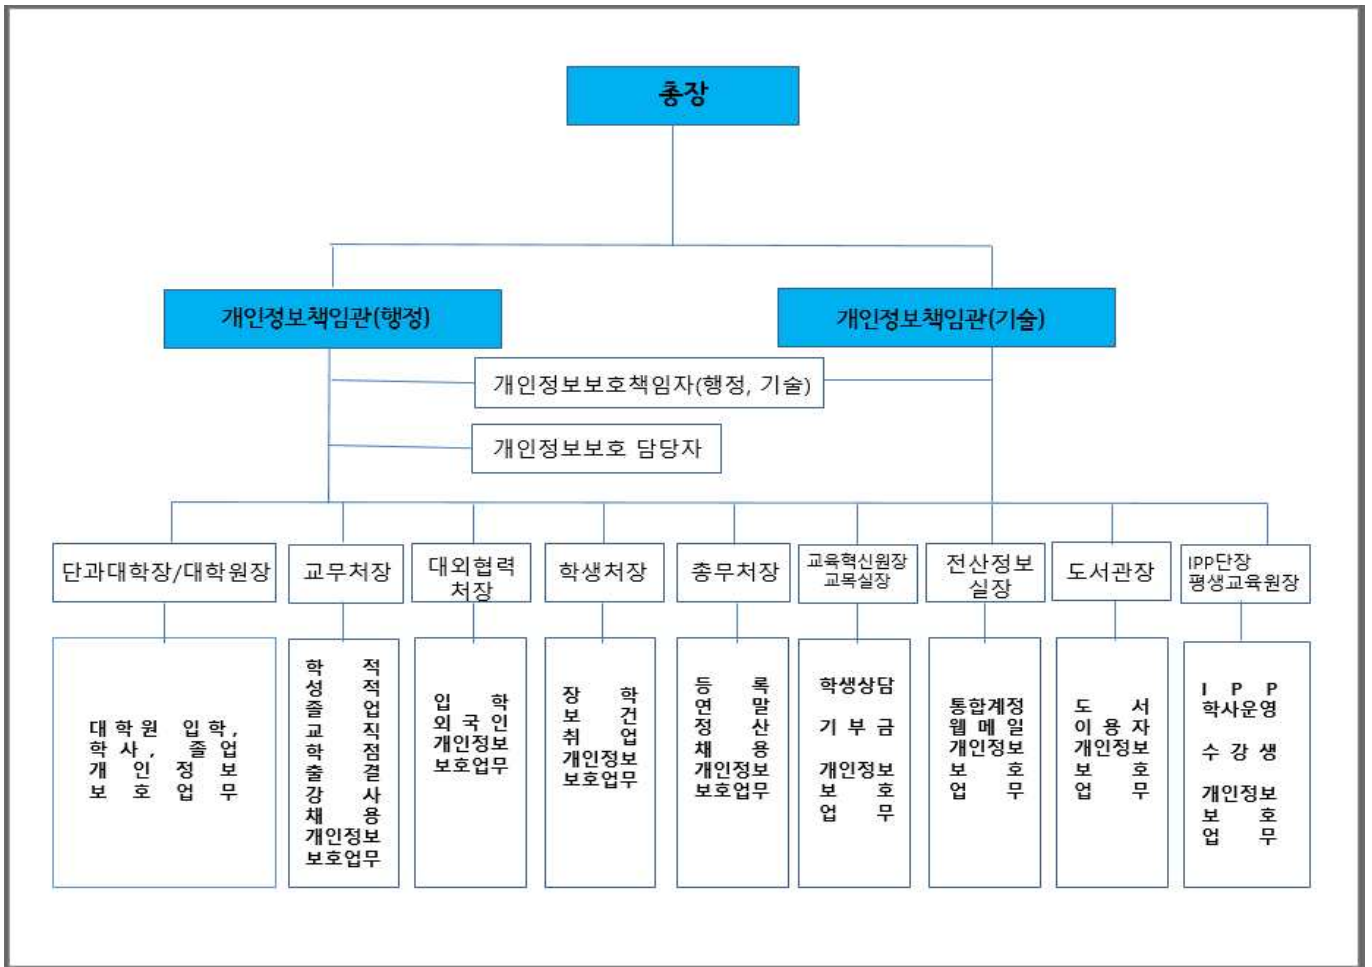 총장
개인정보책임관(행정)
개인정보책임관(기술)
개인정보보호책임자(행정, 기술)
개인정보보호 담당자
단과대학장/대학원장
교무처장
대외협력
처장
학생처장
총무처장
교육혁신원장
교목실장
전산정보
실장
도서관장
IPP단장
평생교육원장
대학원 입학,
학사, 졸업
개 인 정 보
보 호 업 무
학 적
성 적
졸 업
교 직
학 점
출 결
강 사
채 용
개인정보
보호업무
입 학
외 국 인
개인정보
보호업무
장 학
보 건
취 업
개인정보
보호업무
등 록
연 말
정 산
채 용
개인정보
보호업무
학생상담
기 부 금
개인정보
보 호
업 무
통합계정
웹 메 일
개인정보
보 호
업 무
도 서
이 용 자
개인정보
보 호
업 무
I P P
학사운영
수 강 생
개인정보
보 호
업 무